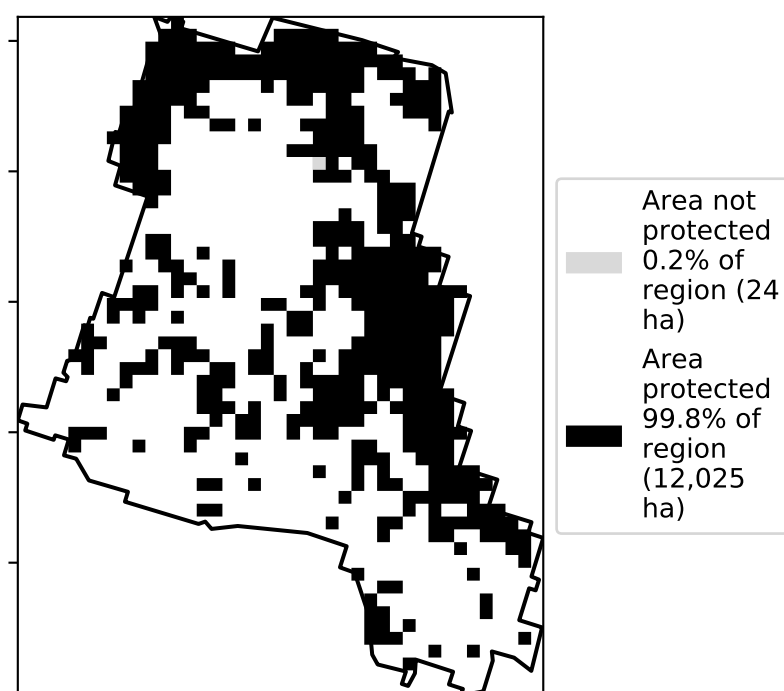 Area not
protected
0.2% of
region (24
ha)
Area
protected
99.8% of
region
(12,025
ha)